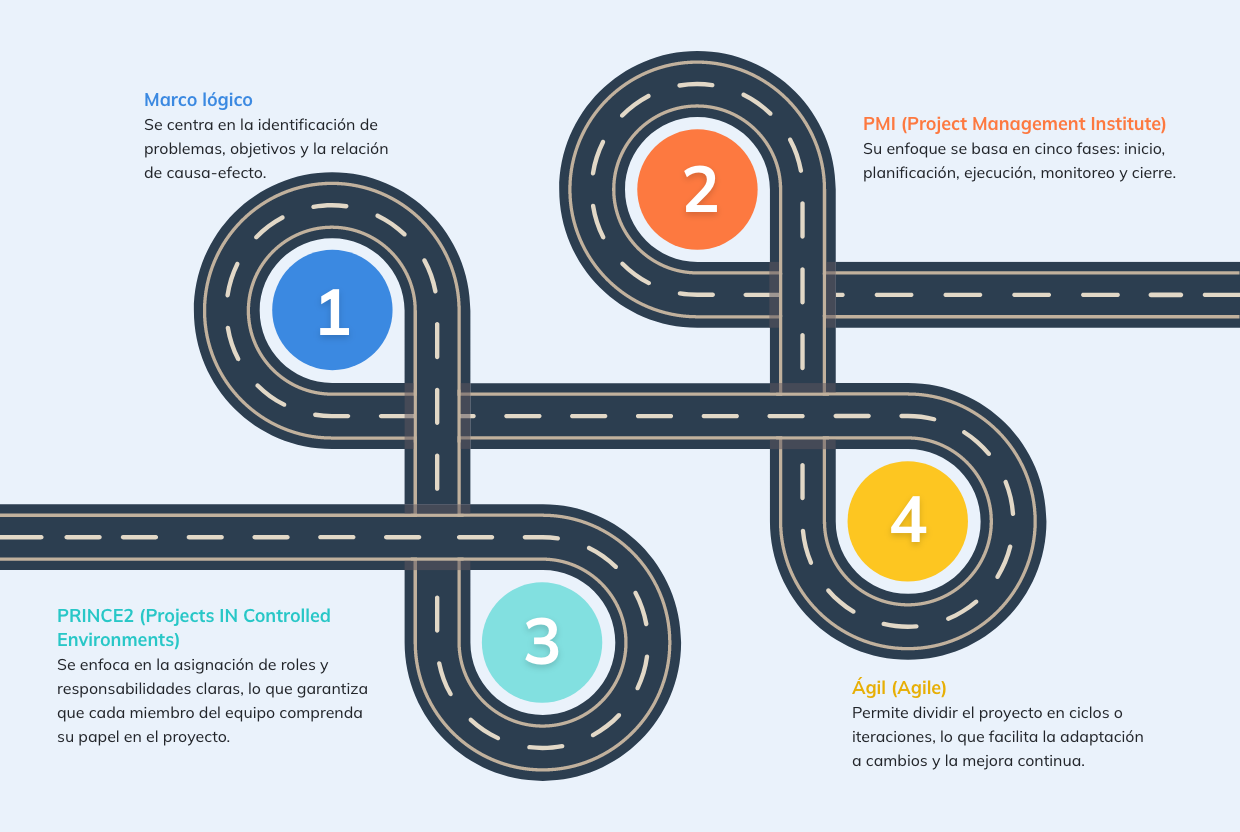 Marco lógico
Se centra en la identificación de
problemas, objetivos y la relación
de causa-efecto.
1
2
PMI (Project Management Institute)
Su enfoque se basa en cinco fases: inicio,
planificación, ejecución, monitoreo y cierre.
PRINCE2 (Projects IN Controlled
Environments)
Se enfoca en la asignación de roles y
responsabilidades claras, lo que garantiza
que cada miembro del equipo comprenda
su papel en el proyecto.
3
4
Ágil (Agile)
Permite dividir el proyecto en ciclos o
iteraciones, lo que facilita la adaptación
a cambios y la mejora continua.